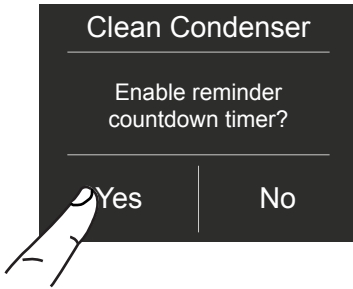 Clean Condenser
Enable reminder
countdown timer?
Yes No